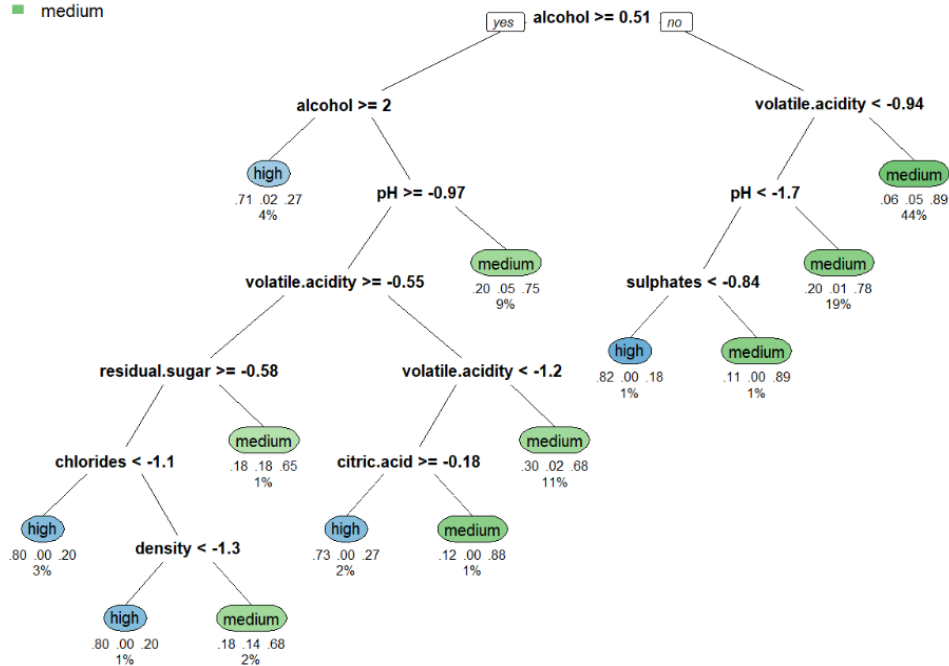 medium
yes alcohol >= 0.51 no
alcohol >= 2
volatile.acidity < -0.94
high
.71 .02 .27
4%
pH >= -0.97
pH < -1.7
medium
.06 .05 .89
44%
volatile.acidity >= -0.55
medium
.20 .05 .75
9%
sulphates < -0.84
medium
.20 .01 .78
19%
residual.sugar >= -0.58
volatile.acidity < -1.2
high
.82 .00 .18
1%
medium
.11 .00 .89
1%
chlorides < -1.1
medium
.18 .18 .65
1%
citric.acid >= -0.18
medium
.30 .02 .68
11%
high
.80 .00 .20
3%
density < -1.3
high
.73 .00 .27
2%
medium
.12 .00 .88
1%
high
.80 .00 .20
1%
medium
.18 .14 .68
2%